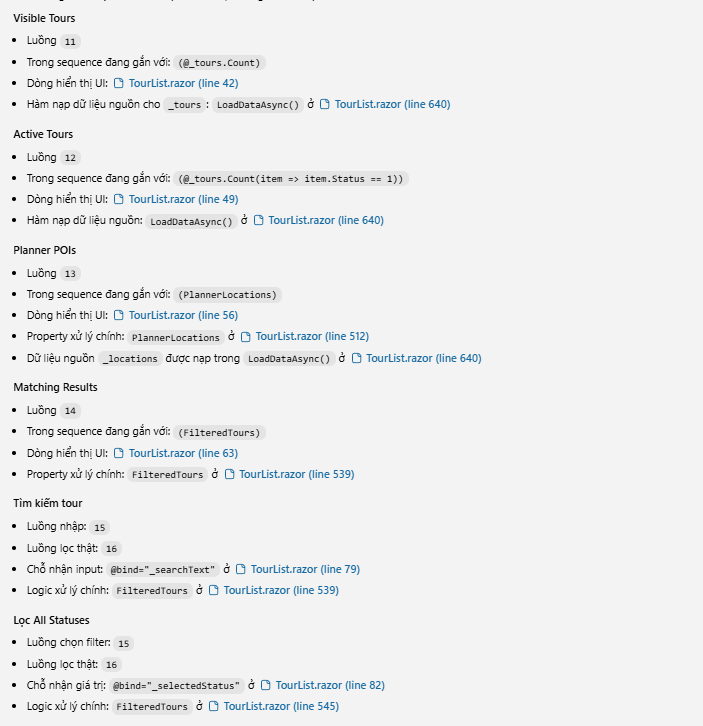 Visible Tours
Luồng 11
Trong sequence đang gắn với: (@_tours.Count)
Dòng hiển thị UI: TourList.razor (line 42)
Hàm nạp dữ liệu nguồn cho _tours : LoadDataAsync() ở TourList.razor (line 640)
Active Tours
Luồng 12
Trong sequence đang gắn với: (@_tours.Count(item => item.Status == 1))
Dòng hiển thị UI: TourList.razor (line 49)
Hàm nạp dữ liệu nguồn: LoadDataAsync() ở TourList.razor (line 640)
Planner POIs
Luồng 13
Trong sequence đang gắn với: (PlannerLocations)
Dòng hiển thị UI: TourList.razor (line 56)
Property xử lý chính: PlannerLocations ở TourList.razor (line 512)
Dữ liệu nguồn _locations được nạp trong LoadDataAsync() ở TourList.razor (line 640)
Matching Results
Luồng 14
Trong sequence đang gắn với: (FilteredTours)
Dòng hiển thị UI: TourList.razor (line 63)
Property xử lý chính: FilteredTours ở TourList.razor (line 539)
Tìm kiếm tour
Luồng nhập: 15
Luồng lọc thật: 16
Chỗ nhận input: @bind="_searchText" ở TourList.razor (line 79)
Logic xử lý chính: FilteredTours ở TourList.razor (line 539)
Lọc All Statuses
Luồng chọn filter: 15
Luồng lọc thật: 16
Chỗ nhận giá trị: @bind="_selectedStatus" ở TourList.razor (line 82)
Logic xử lý chính: FilteredTours ở TourList.razor (line 545)